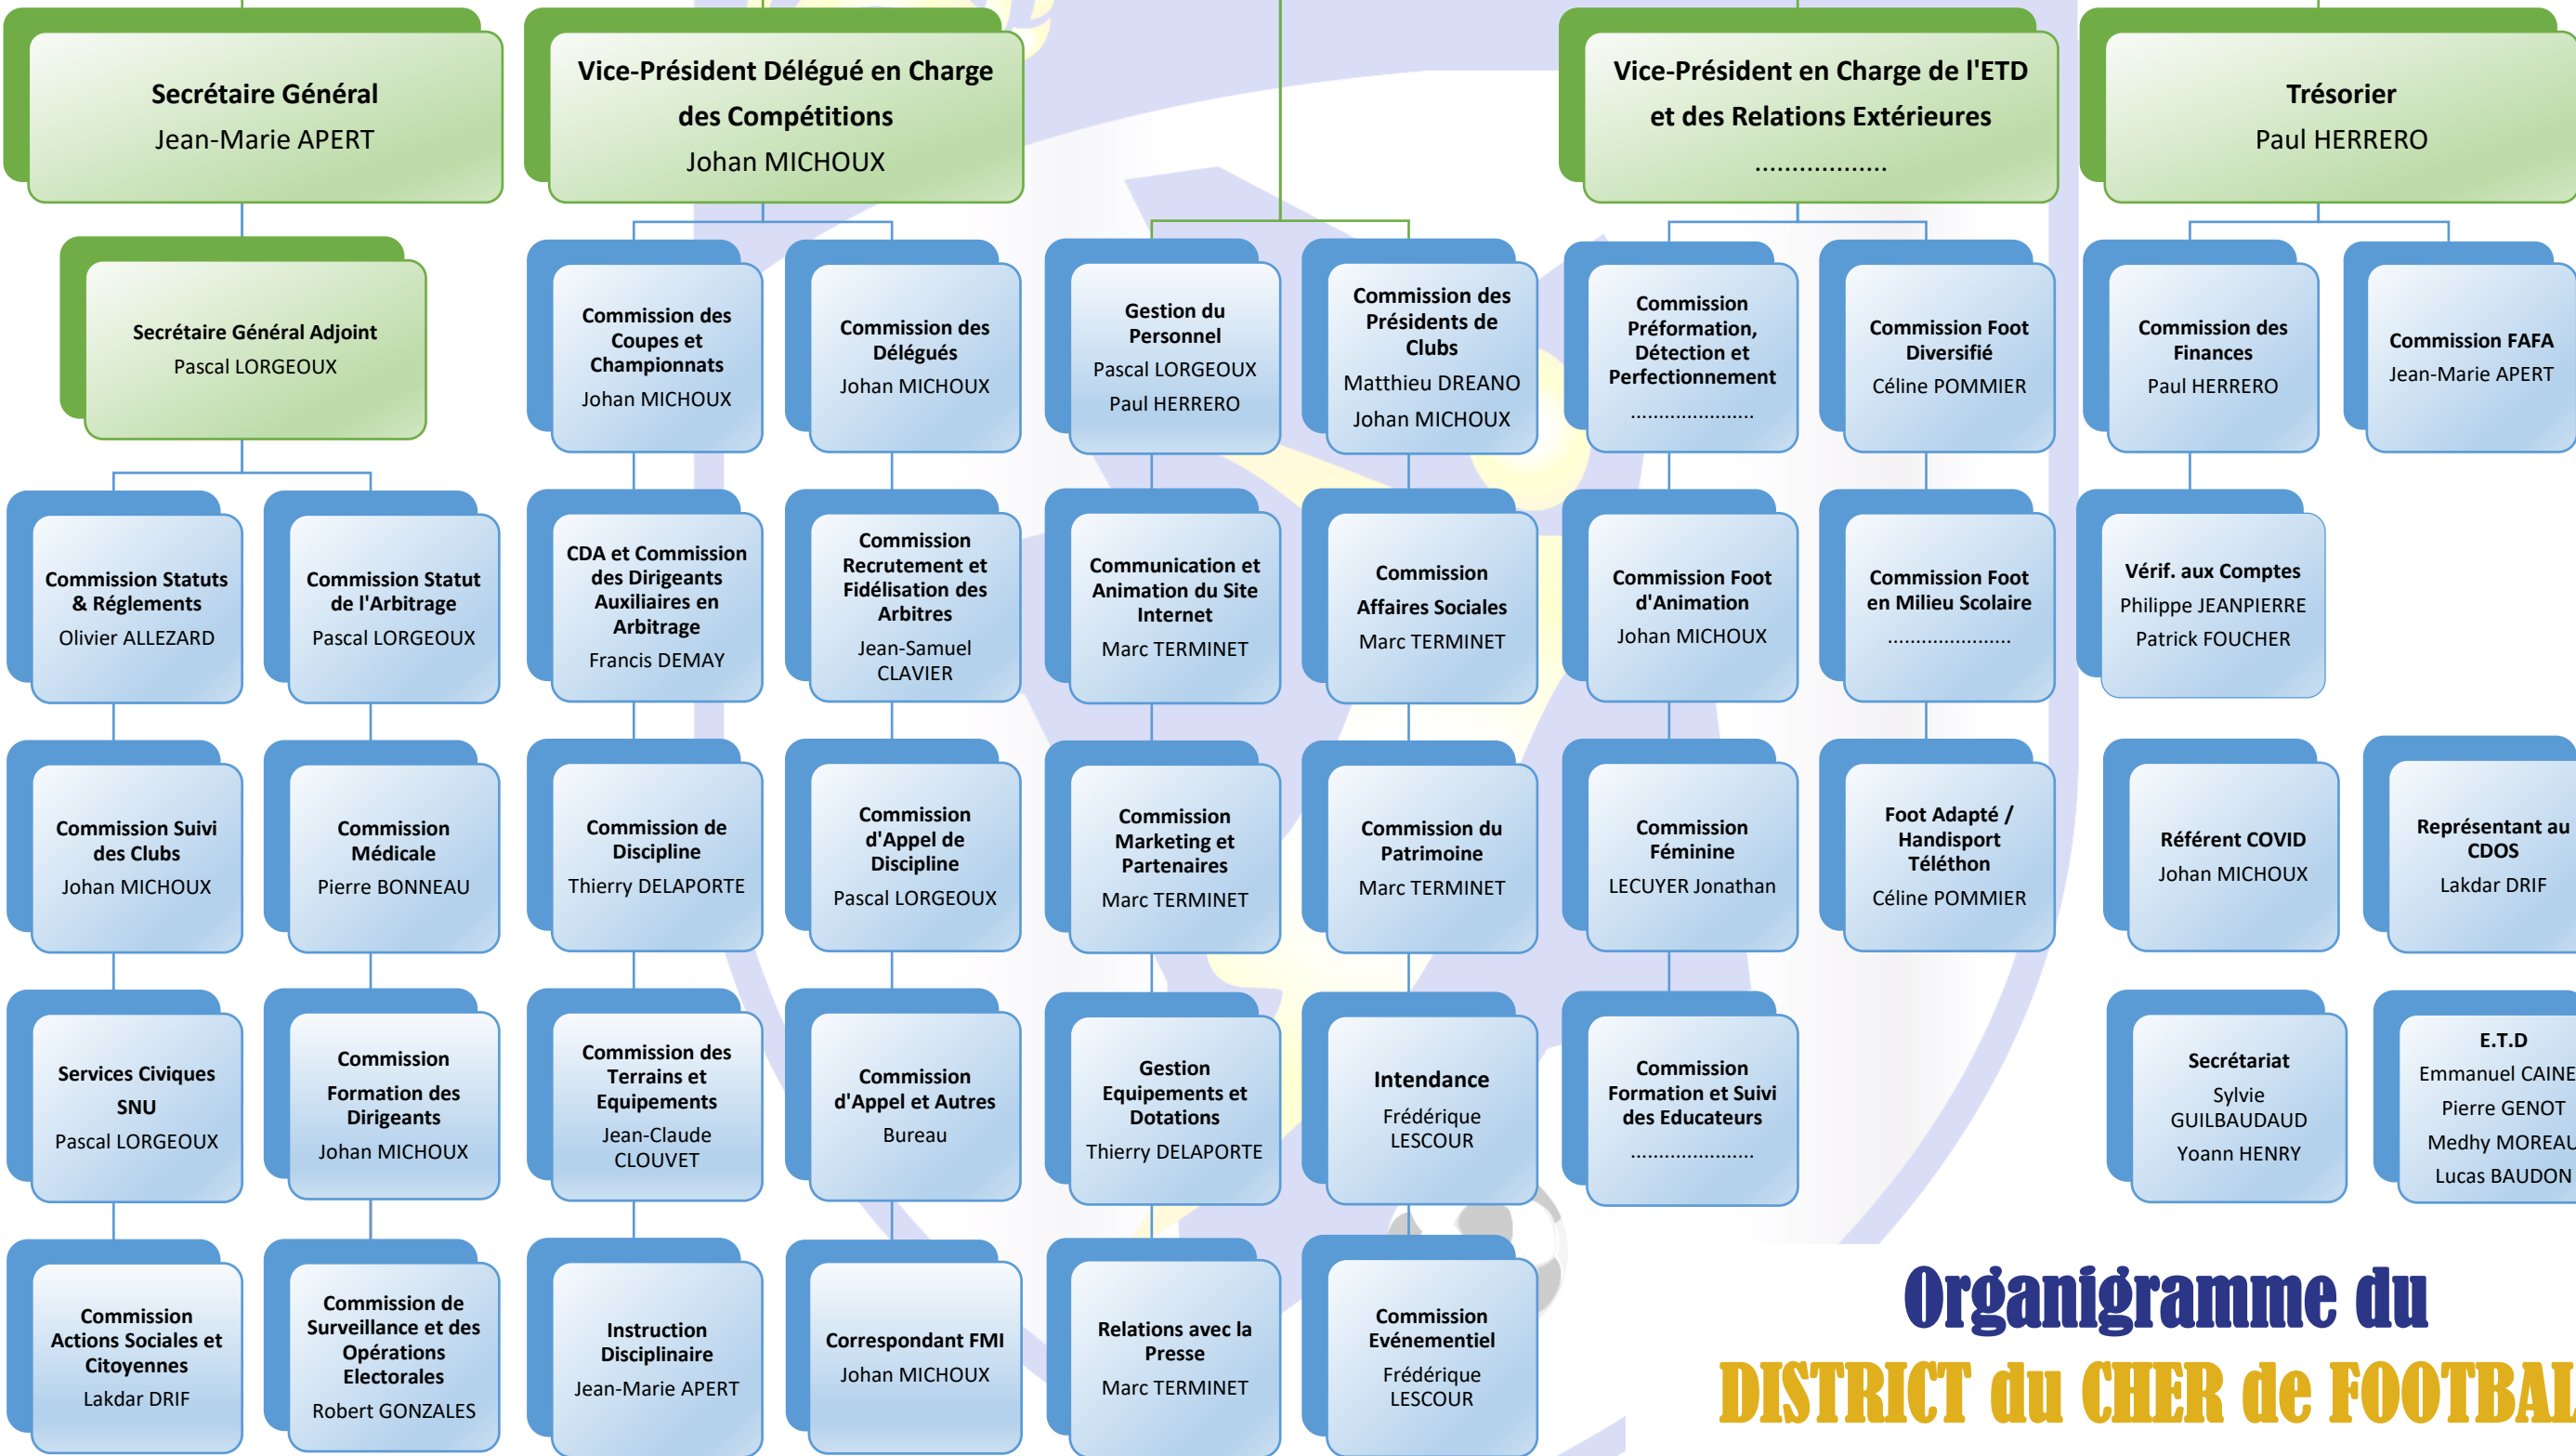 Secrétaire Général
Jean-Marie APERT
Vice-Président Délégué en Charge
des Compétitions
Johan MICHOUX
Vice-Président en Charge de l'ETD
et des Relations Extérieures
..................
Trésorier
Paul HERRERO
Secrétaire Général Adjoint
Pascal LORGEOUX
Commission des
Coupes et
Championnats
Johan MICHOUX
Commission des
Délégués
Johan MICHOUX
Gestion du
Personnel
Pascal LORGEOUX
Paul HERRERO
Commission des
Présidents de
Clubs
Matthieu DREANO
Johan MICHOUX
Commission
Préformation,
Détection et
Perfectionnement
......................
Commission Foot
Diversifié
Céline POMMIER
Commission des
Finances
Paul HERRERO
Commission FAFA
Jean-Marie APERT
Commission Statuts
& Réglements
Olivier ALLEZARD
Commission Statut
de l'Arbitrage
Pascal LORGEOUX
CDA et Commission
des Dirigeants
Auxiliaires en
Arbitrage
Francis DEMAY
Commission
Recrutement et
Fidélisation des
Arbitres
Jean-Samuel
CLAVIER
Communication et
Animation du Site
Internet
Marc TERMINET
Commission
Affaires Sociales
Marc TERMINET
Commission Foot
d'Animation
Johan MICHOUX
Commission Foot
en Milieu Scolaire
......................
Vérif. aux Comptes
Philippe JEANPIERRE
Patrick FOUCHER
Commission Suivi
des Clubs
Johan MICHOUX
Commission
Médicale
Pierre BONNEAU
Commission de
Discipline
Thierry DELAPORTE
Commission
d'Appel de
Discipline
Pascal LORGEOUX
Commission
Marketing et
Partenaires
Marc TERMINET
Commission du
Patrimoine
Marc TERMINET
Commission
Féminine
LECUYER Jonathan
Foot Adapté /
Handisport
Téléthon
Céline POMMIER
Référent COVID
Johan MICHOUX
Représentant au
CDOS
Lakdar DRIF
Services Civiques
SNU
Pascal LORGEOUX
Commission
Formation des
Dirigeants
Johan MICHOUX
Commission des
Terrains et
Equipements
Jean-Claude
CLOUVET
Commission
d'Appel et Autres
Bureau
Gestion
Equipements et
Dotations
Thierry DELAPORTE
Intendance
Frédérique
LESCOUR
Commission
Formation et Suivi
des Educateurs
......................
Secrétariat
Sylvie
GUILBAUDAUD
Yoann HENRY
E.T.D
Emmanuel CAINE
Pierre GENOT
Medhy MOREAU
Lucas BAUDON
Commission
Actions Sociales et
Citoyennes
Lakdar DRIF
Commission de
Surveillance et des
Opérations
Electorales
Robert GONZALES
Instruction
Disciplinaire
Jean-Marie APERT
Correspondant FMI
Johan MICHOUX
Relations avec la
Presse
Marc TERMINET
Commission
Evénementiel
Frédérique
LESCOUR
Organigramme du
DISTRICT du CHER de FOOTBAL